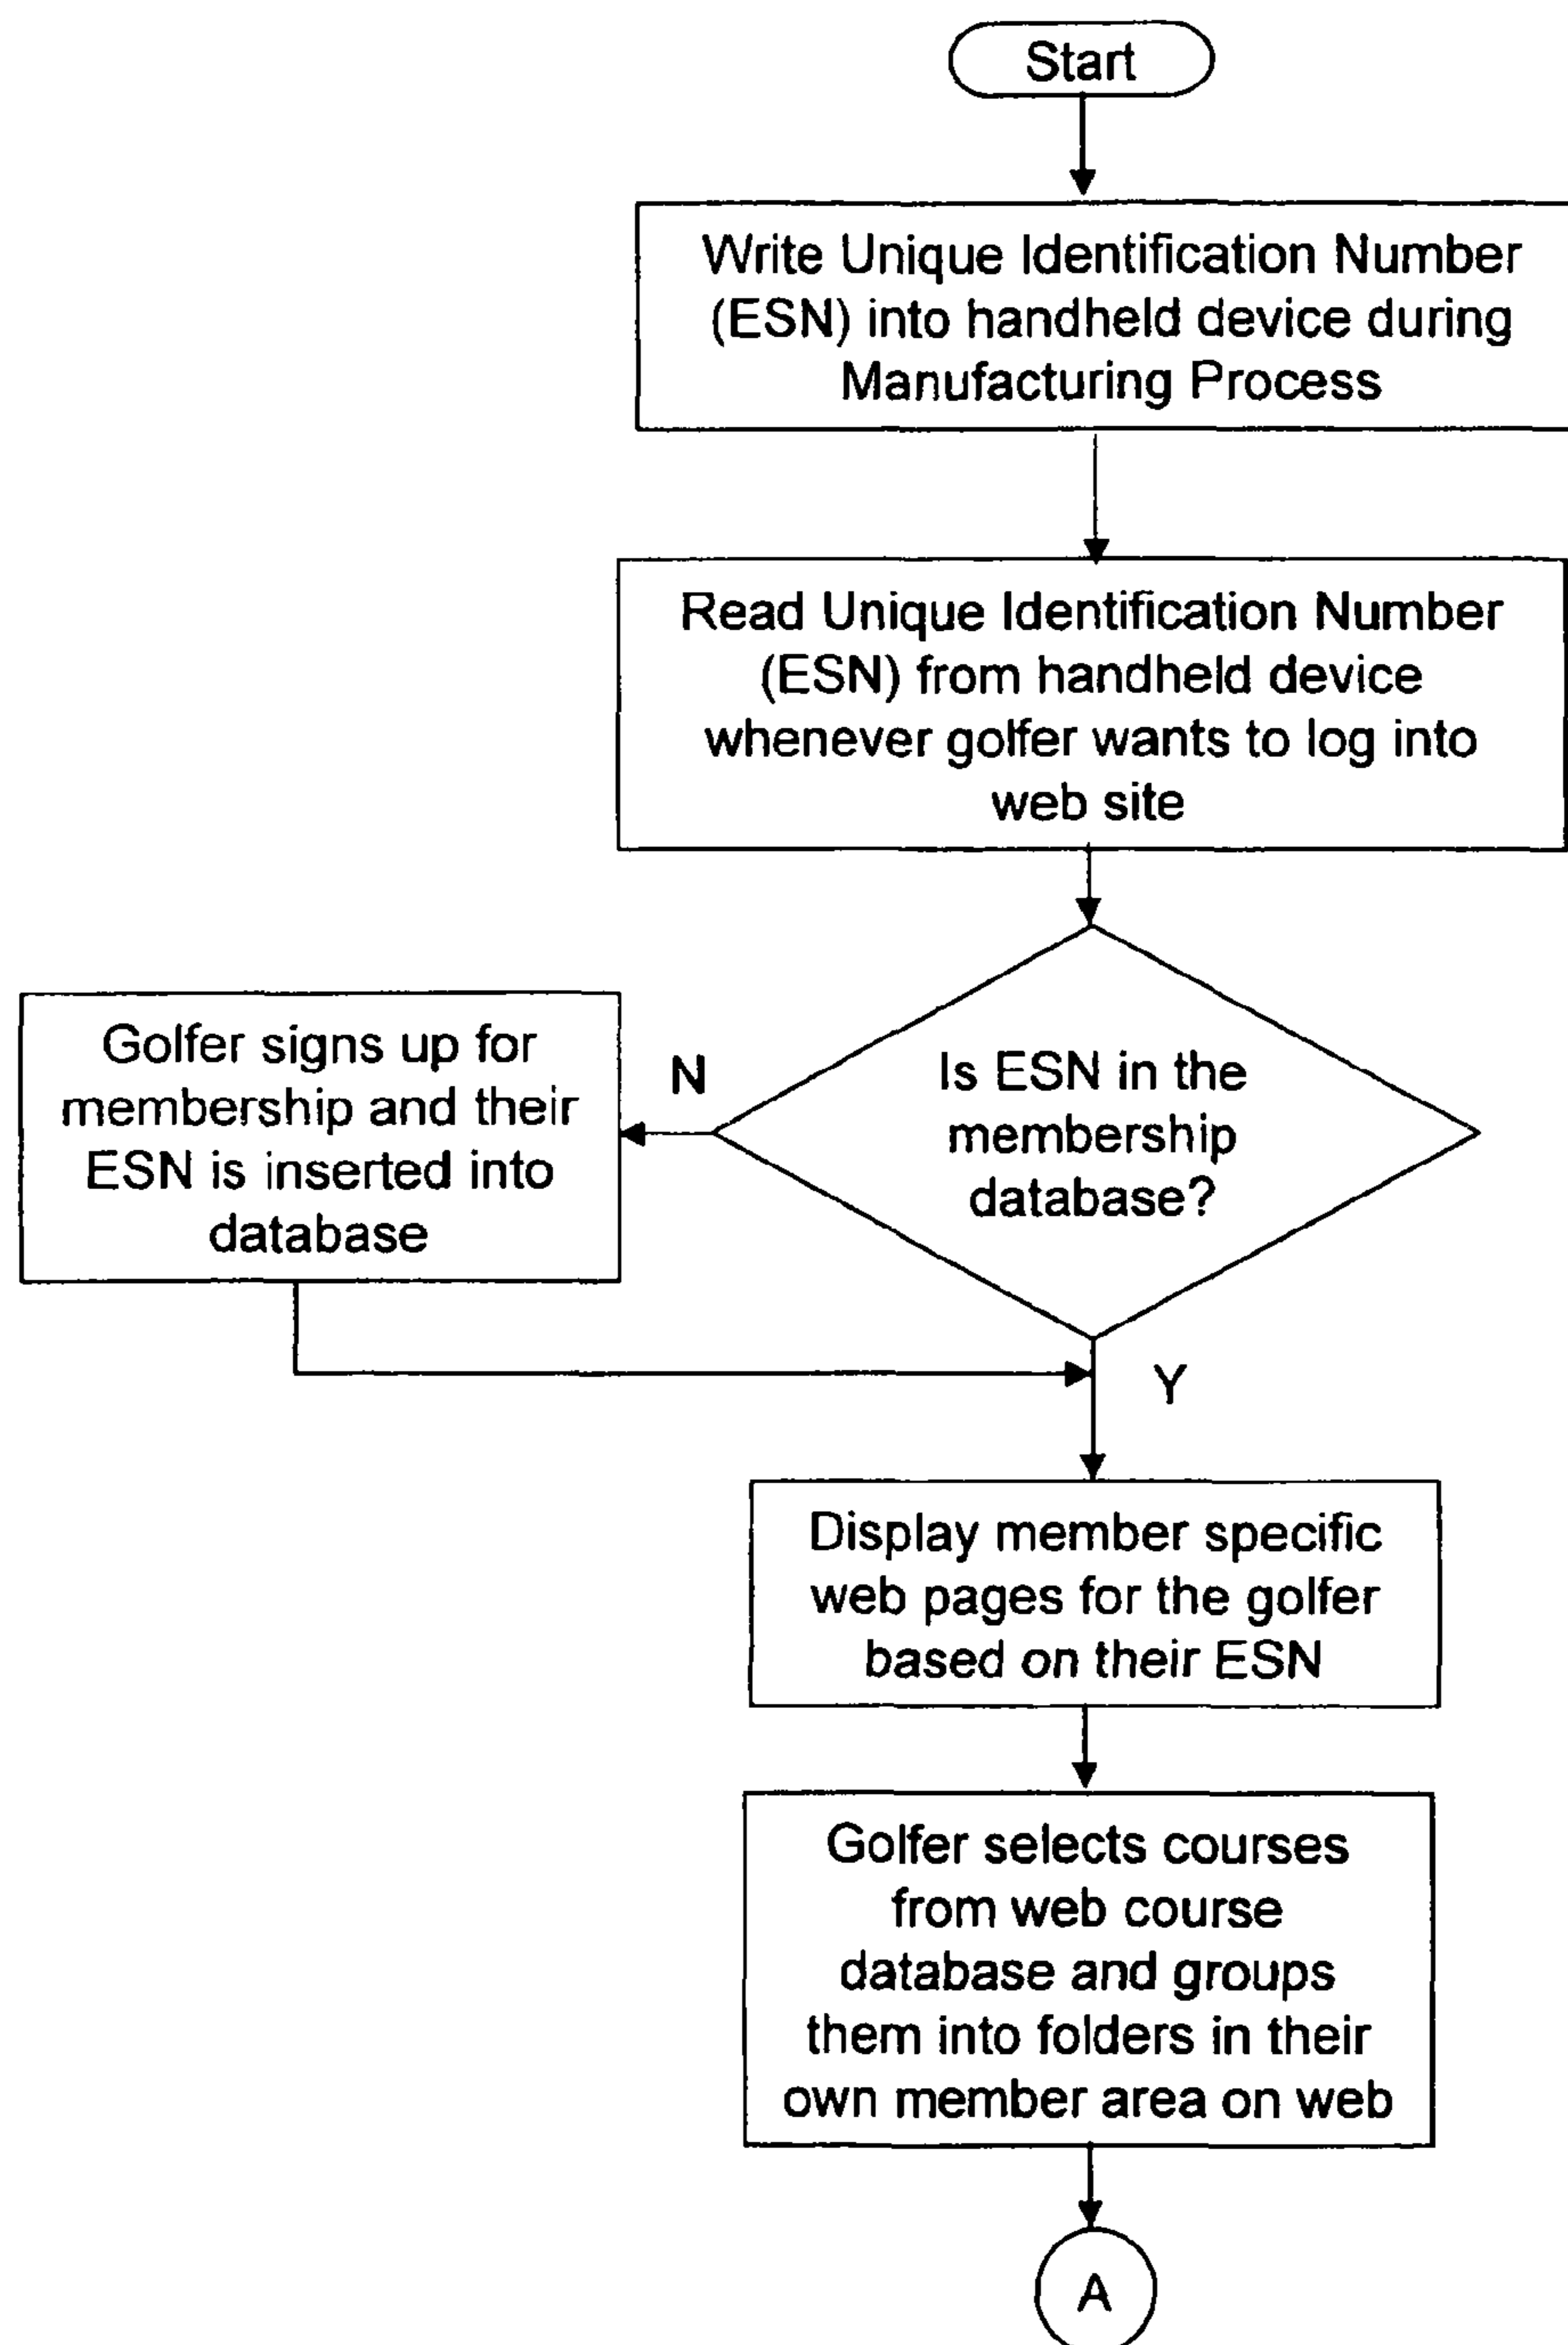 Start
Write Unique Identification Number
(ESN) into handheld device during
Manufacturing Process
Read Unique Identification Number
(ESN) from handheld device
whenever golfer wants to log into
web site
Is ESN in the
membership
database?
N
Golfer signs up for
membership and their
ESN is inserted into
database
Y
Display member specific
web pages for the golfer
based on their ESN
Golfer selects courses
from web course
database and groups
them into folders in their
own member area on web
A